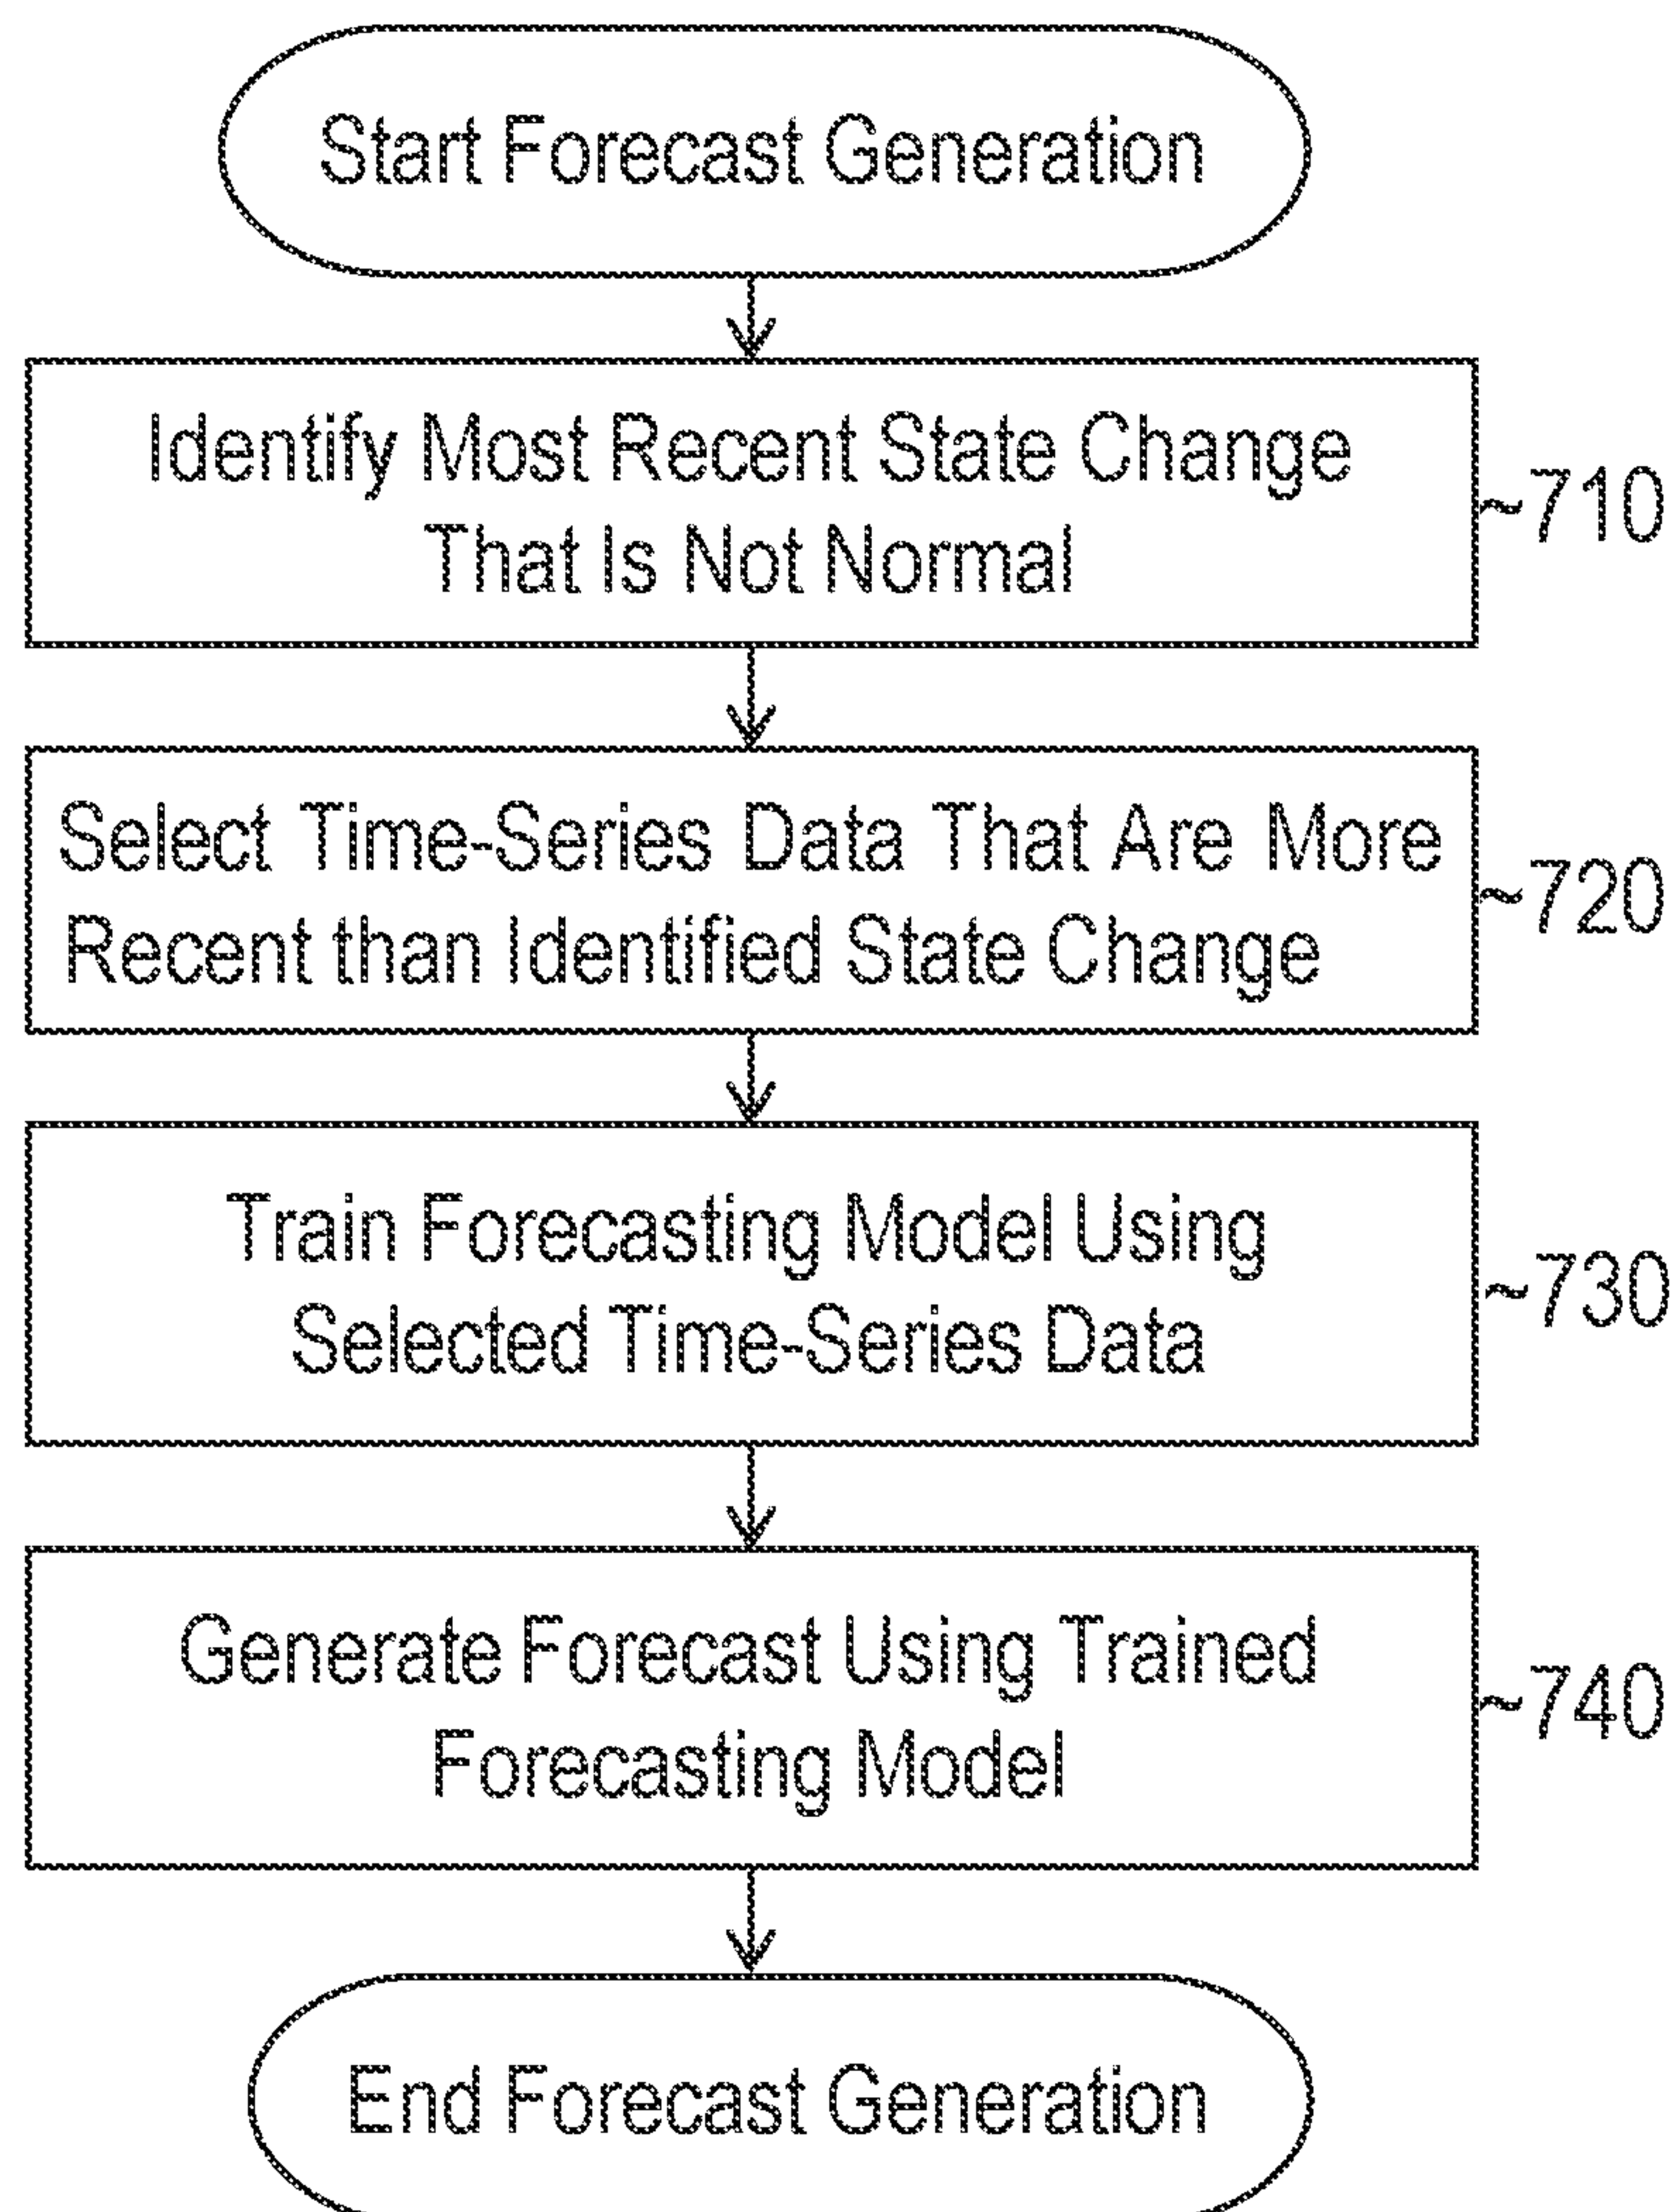 Start Forecast Generation
Identify Most Recent State Change
That Is Not Normal
~710
Select Time-Series Data That Are More
Recent than Identified State Change
~720
Train Forecasting Model Using
Selected Time-Series Data
~730
Generate Forecast Using Trained
Forecasting Model
~740
End Forecast Generation